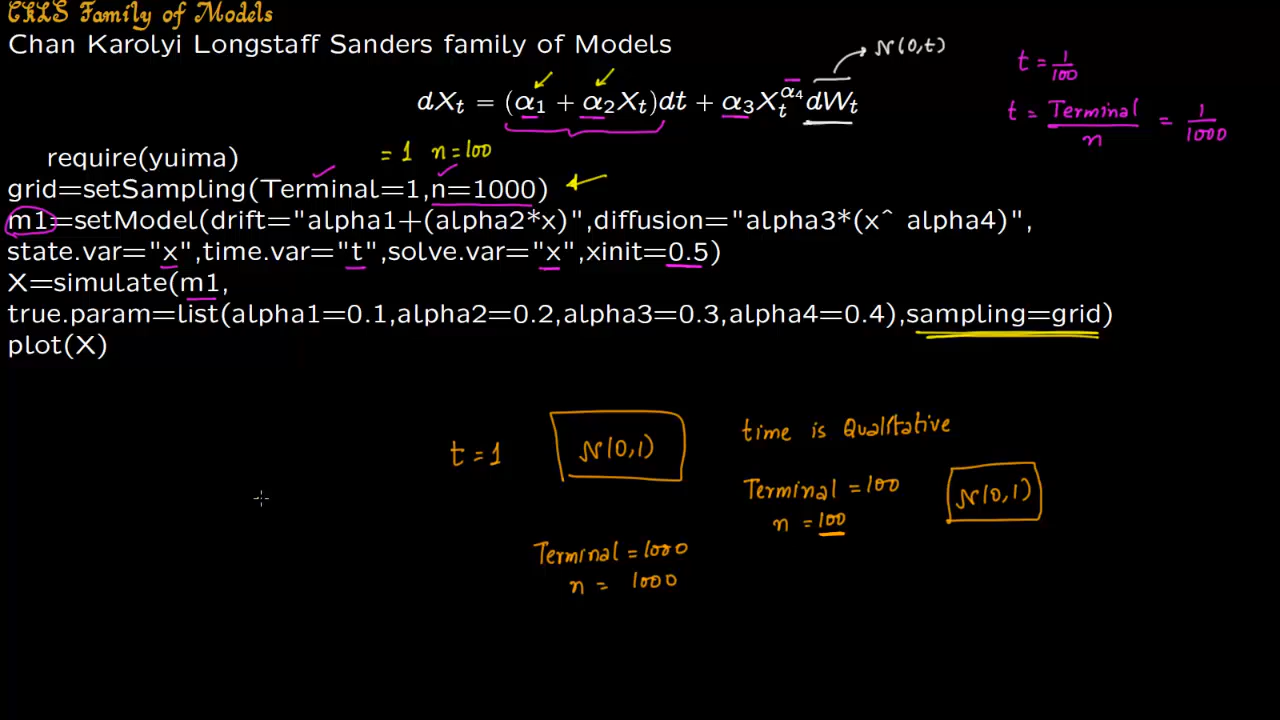 CKLS Family of Models
Chan Karolyi Longstaff Sanders family of Models
N(0,t)
t = 1/100
dXₜ = (α₁ + α₂Xₜ)dt + α₃Xₜ^α₄ dWₜ
t = Terminal/n = 1/1000
require(yuima)
= 1 n = 100
grid=setSampling(Terminal=1,n=1000)
m1=setModel(drift="alpha1+(alpha2*x)",diffusion="alpha3*(x^ alpha4)",
state.var="x",time.var="t",solve.var="x",xinit=0.5)
X=simulate(m1,
true.param=list(alpha1=0.1,alpha2=0.2,alpha3=0.3,alpha4=0.4),sampling=grid)
plot(X)
t = 1 N(0,1)
time is Qualitative
Terminal = 100
n = 100
N(0,1)
Terminal = 1000
n = 1000